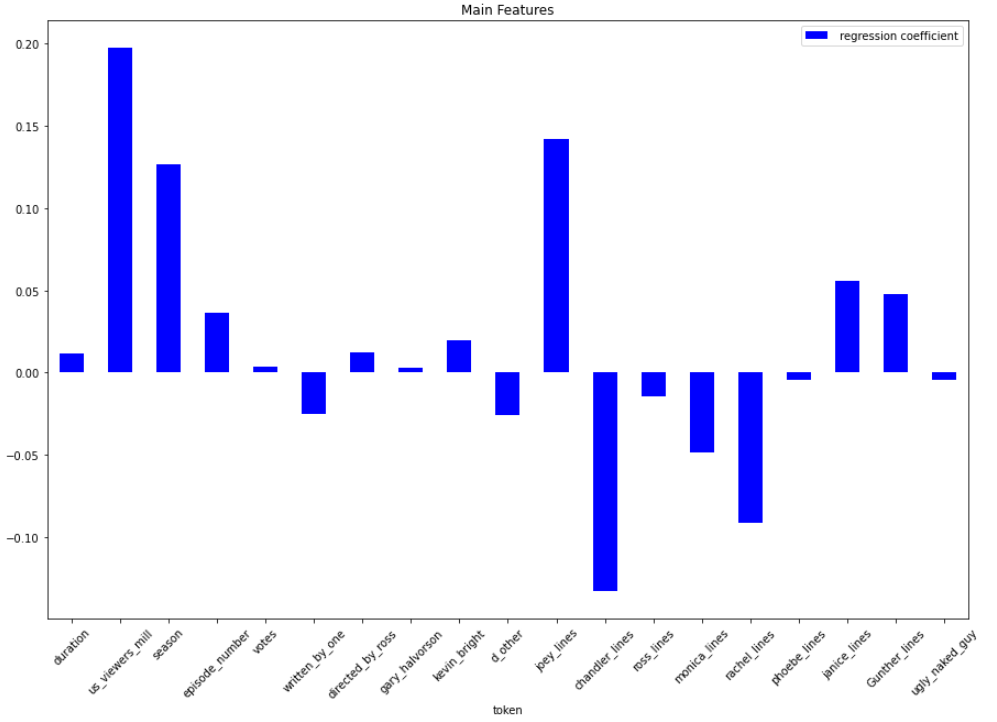 Main Features
regression coefficient
0.20
0.15
0.10
0.05
0.00
−0.05
−0.10
duration
us_viewers_mill
season
episode_number
votes
written_by_one
directed_by_ross
gary_halvorson
kevin_bright
d_other
joey_lines
chandler_lines
ross_lines
monica_lines
rachel_lines
phoebe_lines
janice_lines
Gunther_lines
ugly_naked_guy
token